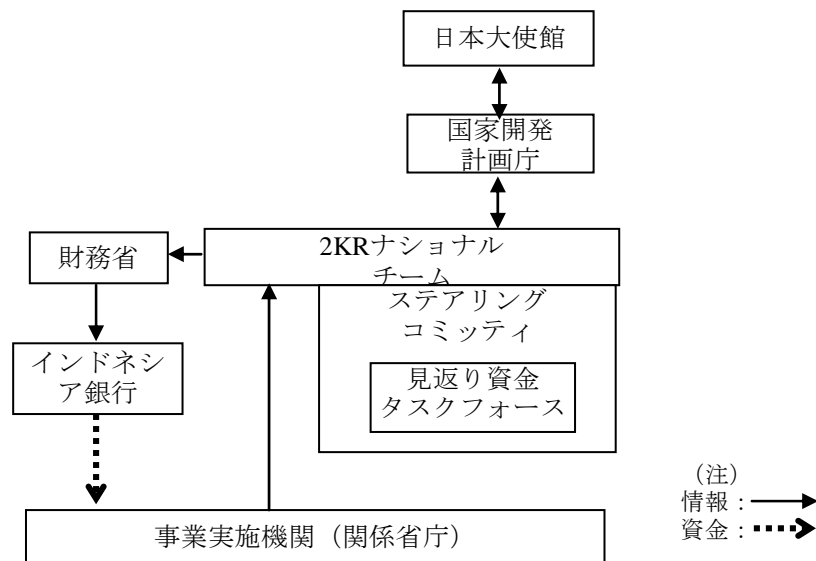 日本大使館
国家開発
計画庁
2KRナショナル
チーム
財務省
ステアリング
コミッティ
インドネシ
ア銀行
見返り資金
タスクフォース
事業実施機関（関係省庁）
（注）
情報：
資金：